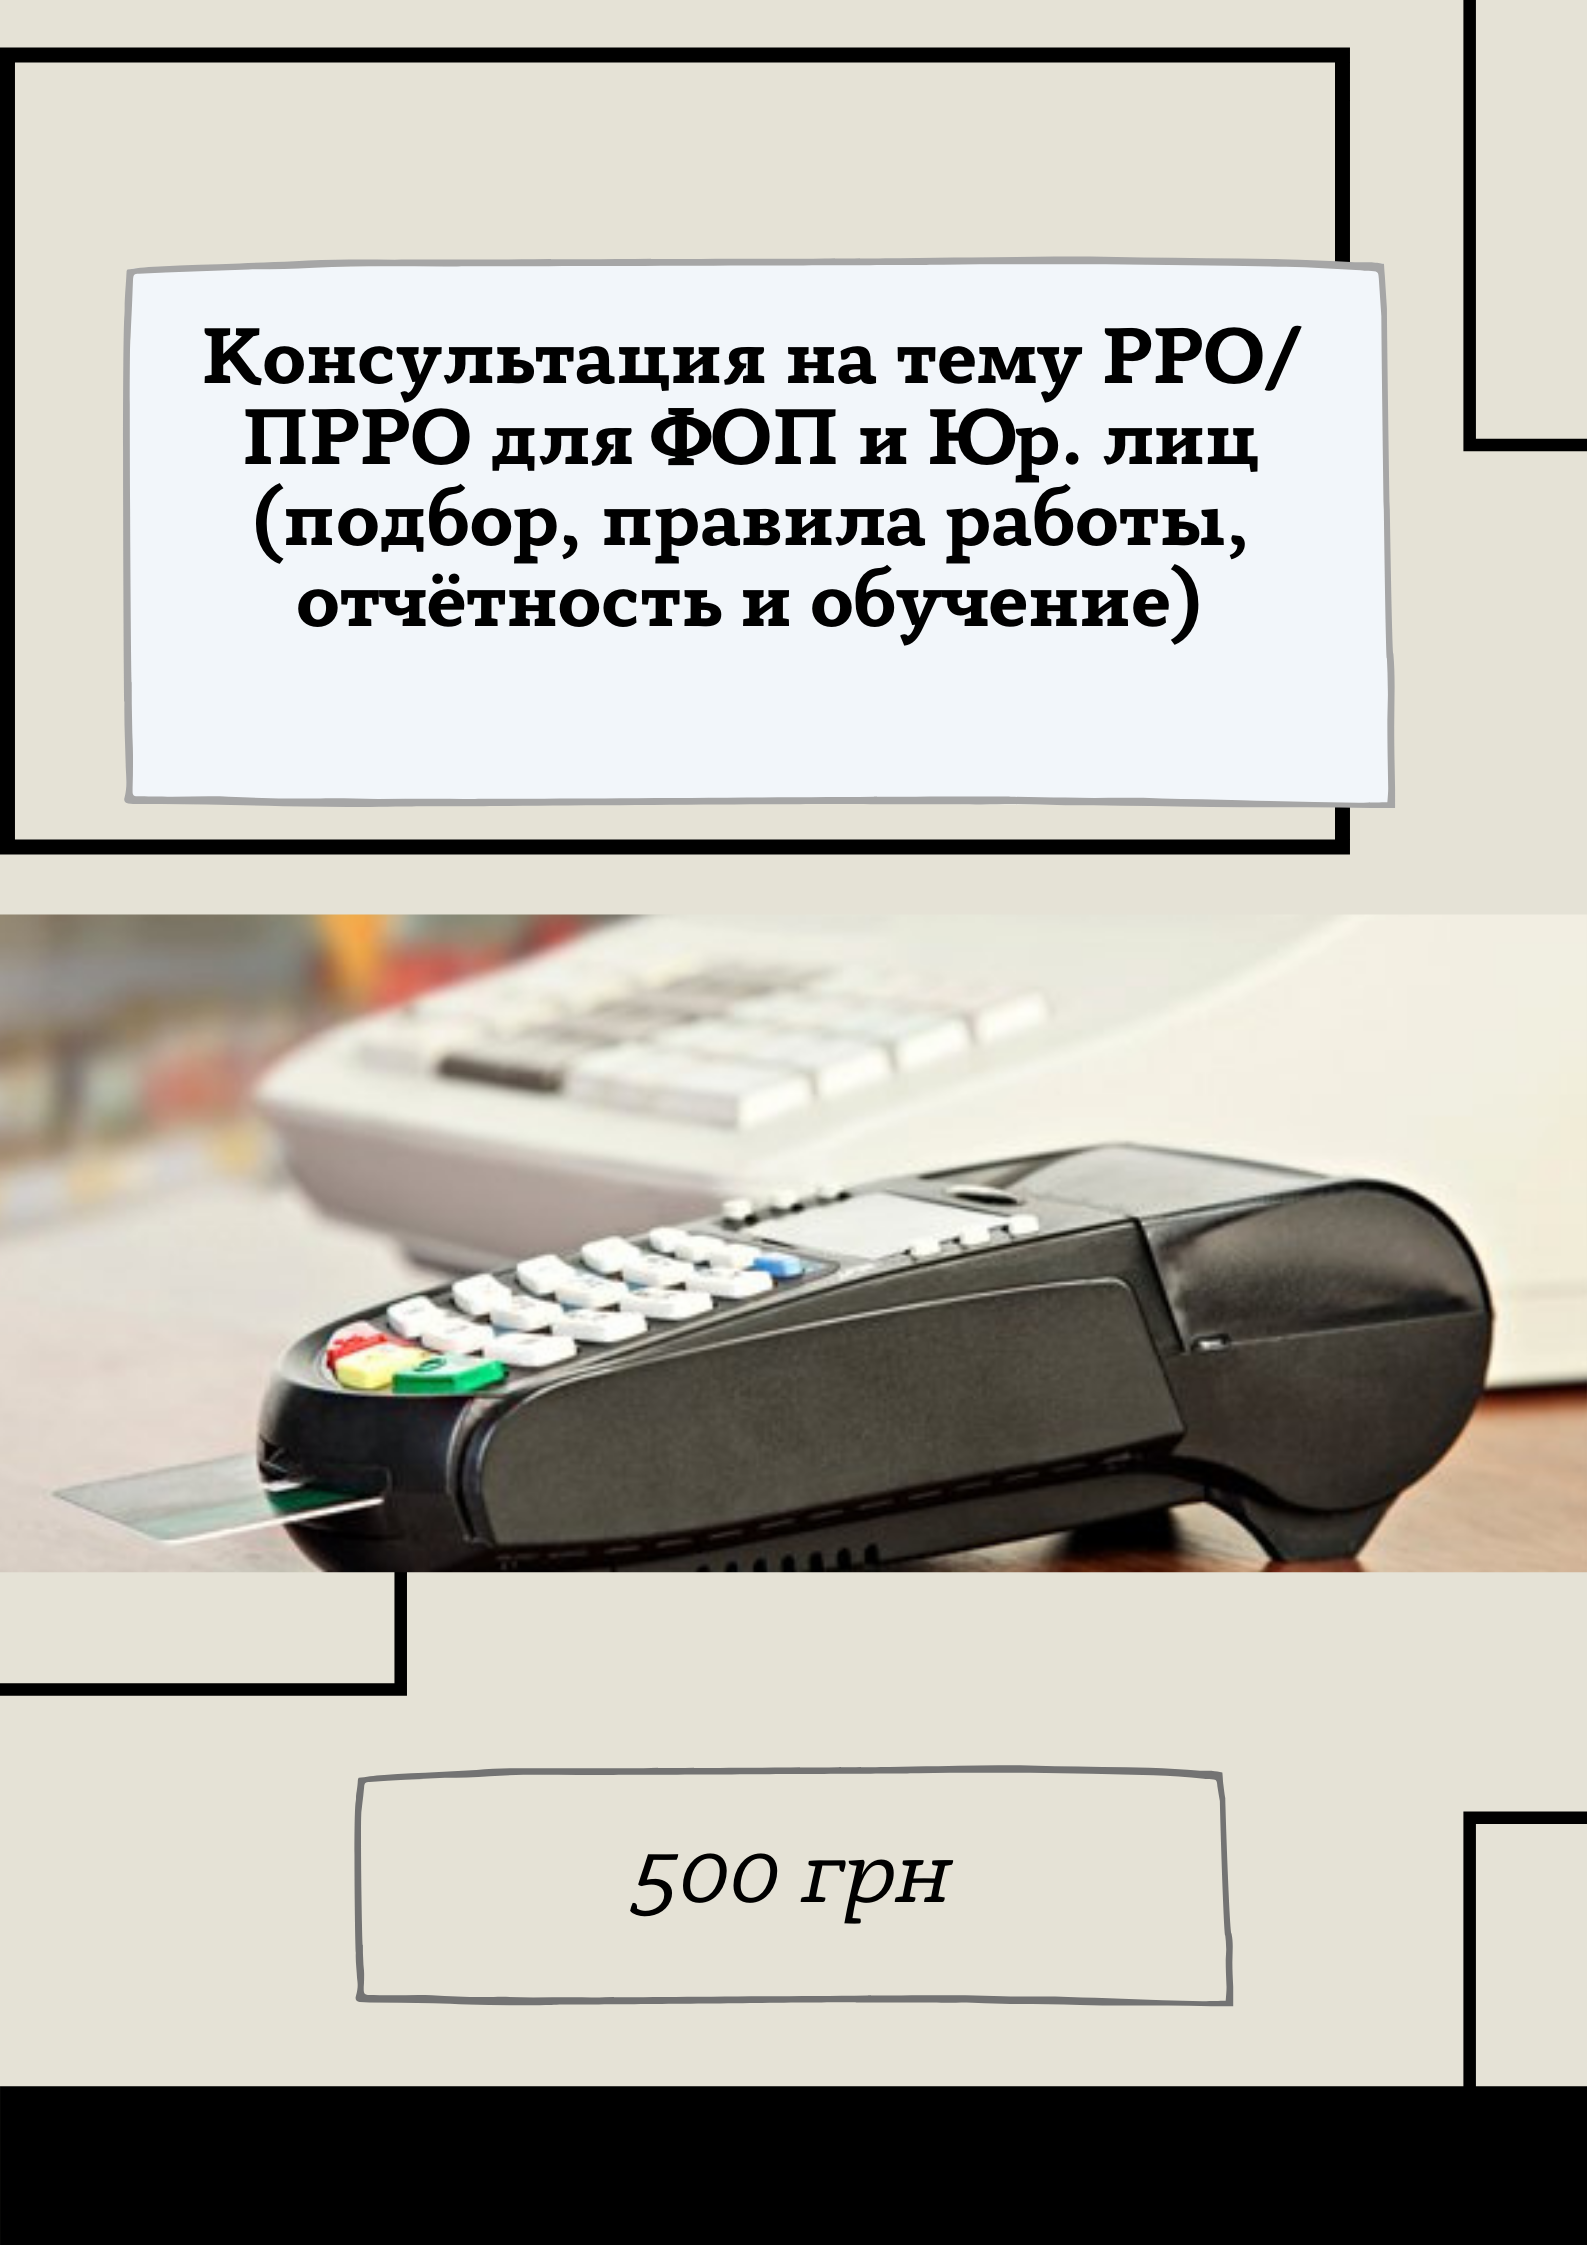 Консультация на тему РРО/
ПРРО для ФОП и Юр. лиц
(подбор, правила работы,
отчётность и обучение)
500 грн